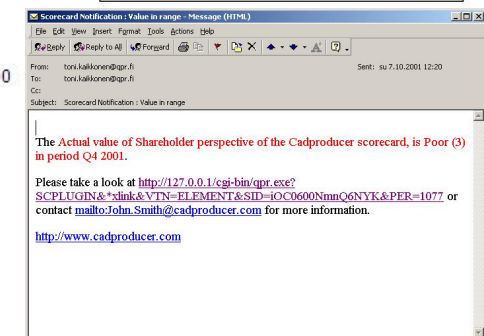 Scorecard Notification : Value in range - Message (HTML)
File Edit View Insert Format Tools Actions Help
Reply Reply to All Forward
From: toni.kaikkonen@qpr.fi Sent: su 7.10.2001 12:20
To: toni.kaikkonen@qpr.fi
Cc:
Subject: Scorecard Notification : Value in range
The Actual value of Shareholder perspective of the Cadproducer scorecard, is Poor (3)
in period Q4 2001.
Please take a look at http://127.0.0.1/cgi-bin/qpr.exe?
SCPLUGIN&*xlink&VTN=ELEMENT&SID=iOC0600NmnQ6NYK&PER=1077 or
contact mailto:John.Smith@cadproducer.com for more information.
http://www.cadproducer.com